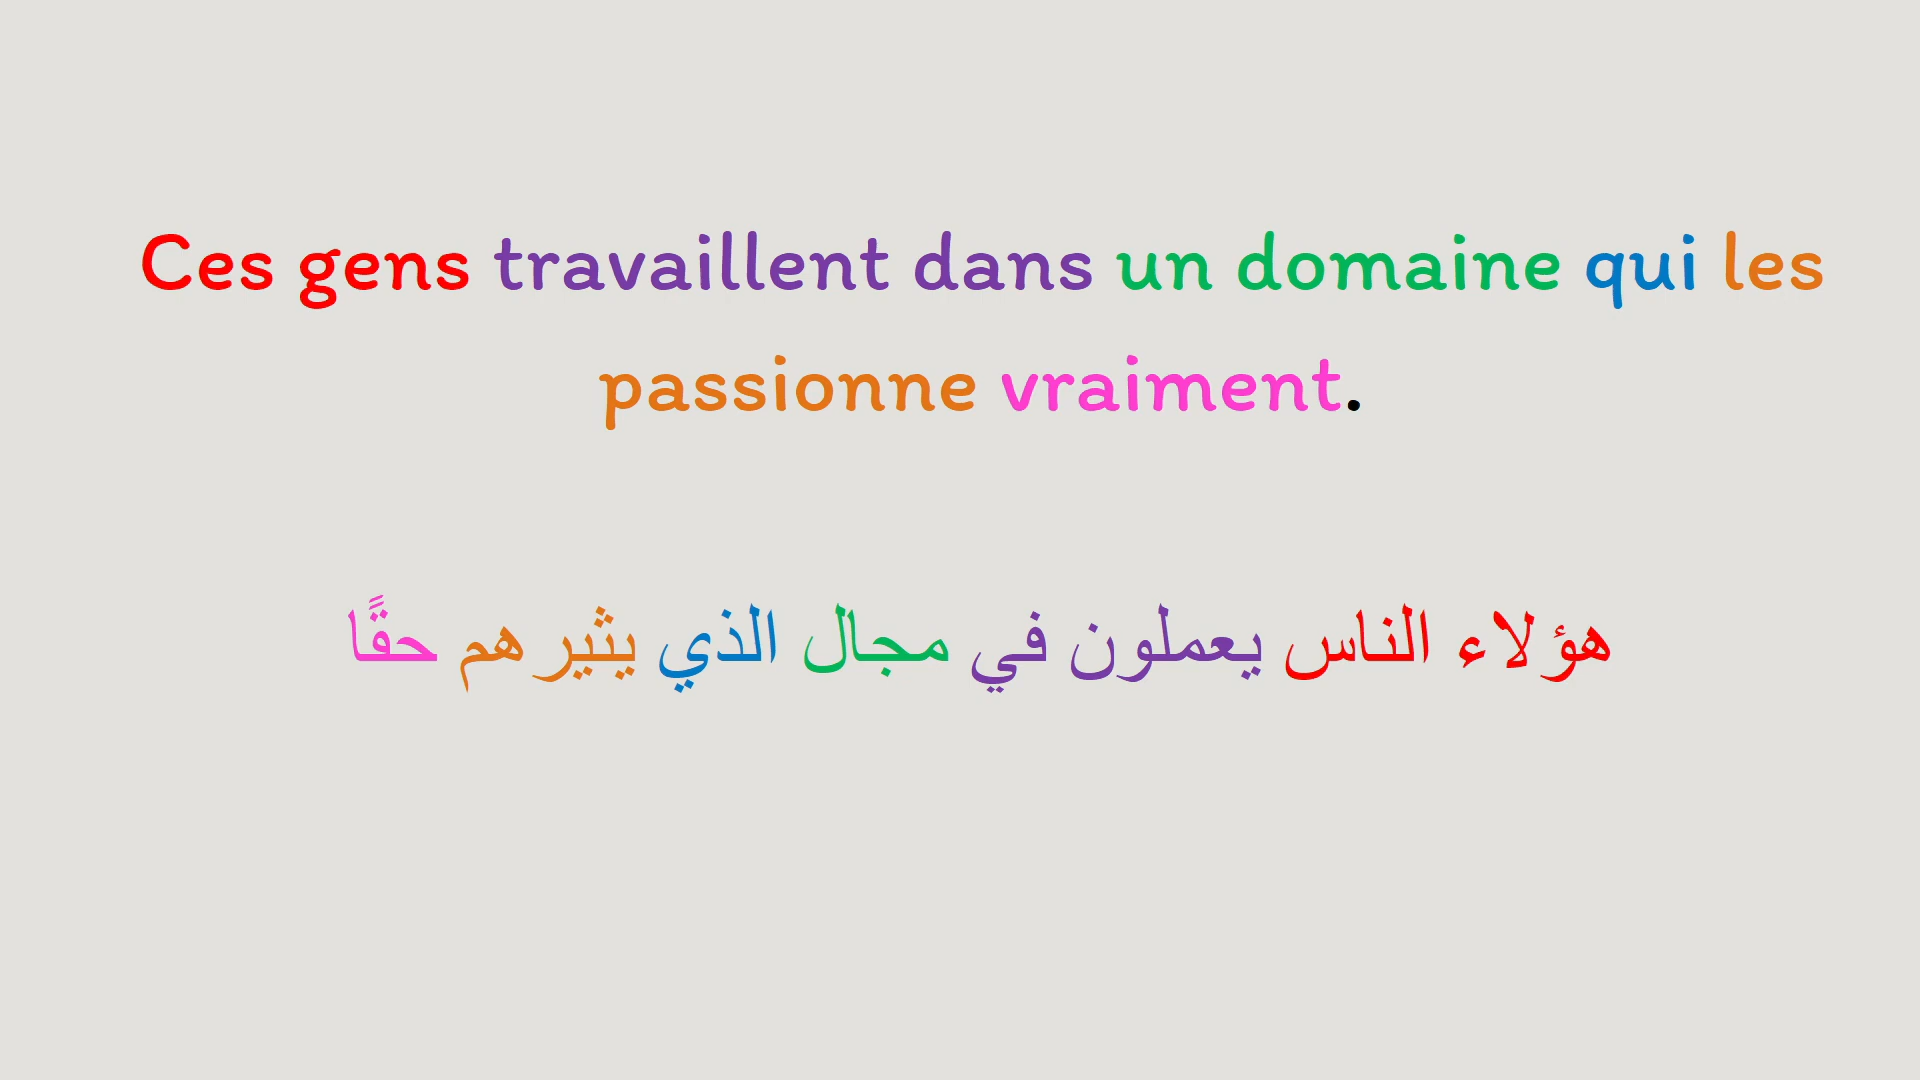 Ces gens travaillent dans un domaine qui les
passionne vraiment.
هؤلاء الناس يعملون في مجال الذي يثيرهم حقًا